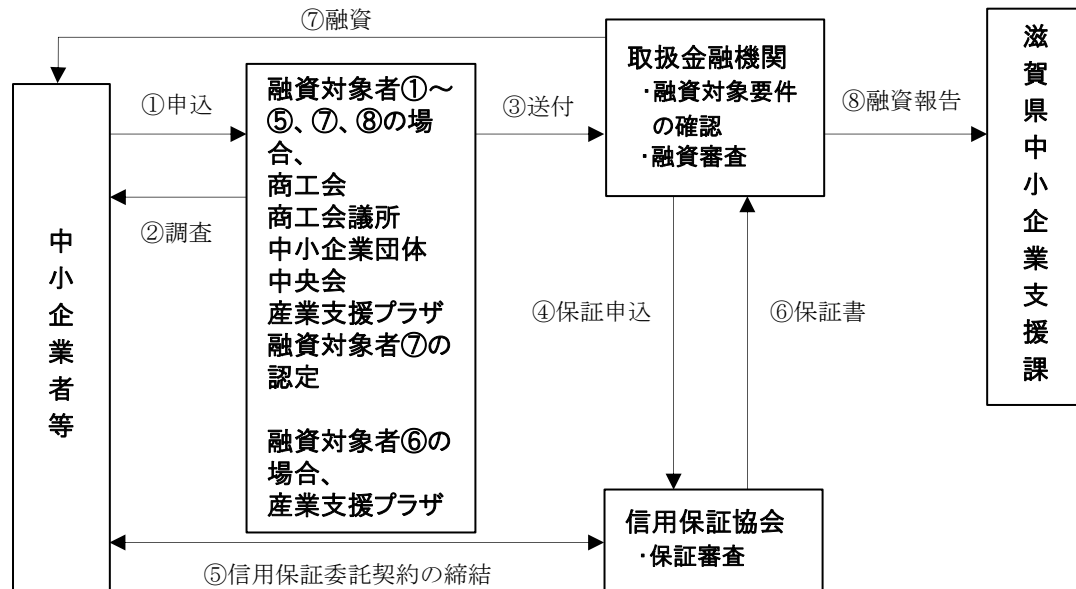 ⑦融資
中小企業者等
①申込
②調査
融資対象者①～
⑤、⑦、⑧の場
合、
商工会
商工会議所
中小企業団体
中央会
産業支援プラザ
融資対象者⑦の
認定
融資対象者⑥の
場合、
産業支援プラザ
③送付
取扱金融機関
・融資対象要件
の確認
・融資審査
⑧融資報告
滋賀県中小企業支援課
④保証申込
⑥保証書
信用保証協会
・保証審査
⑤信用保証委託契約の締結